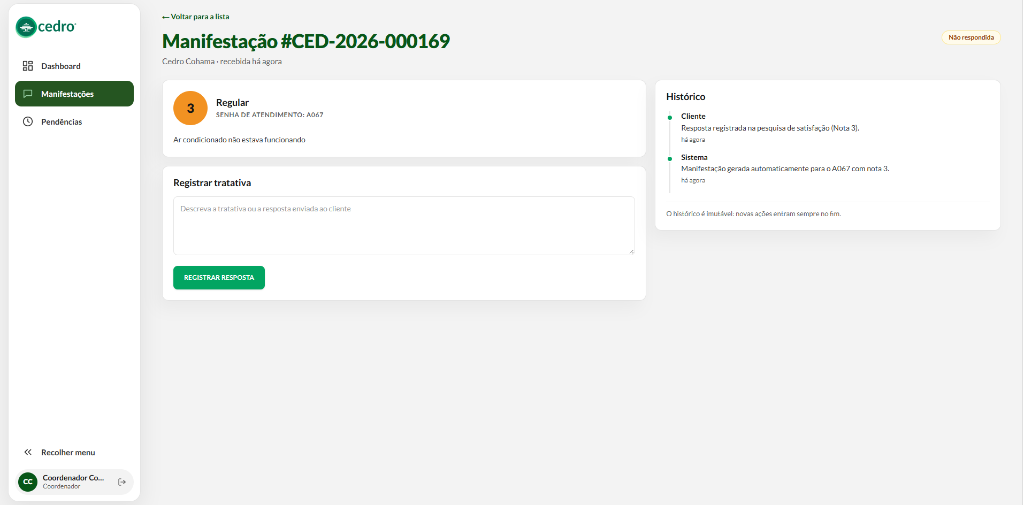 cedro
Dashboard
Manifestações
Pendências
Recolher menu
CC
Coordenador Co...
Coordenador
← Voltar para a lista
Manifestação #CED-2026-000169
Cedro Cohama · recebida há agora
Não respondida
3
Regular
SENHA DE ATENDIMENTO: A067
Ar condicionado não estava funcionando
Registrar tratativa
Descreva a tratativa ou a resposta enviada ao cliente
REGISTRAR RESPOSTA
Histórico
Cliente
Resposta registrada na pesquisa de satisfação (Nota 3).
há agora
Sistema
Manifestação gerada automaticamente para o A067 com nota 3.
há agora
O histórico é imutável: novas ações entram sempre no fim.